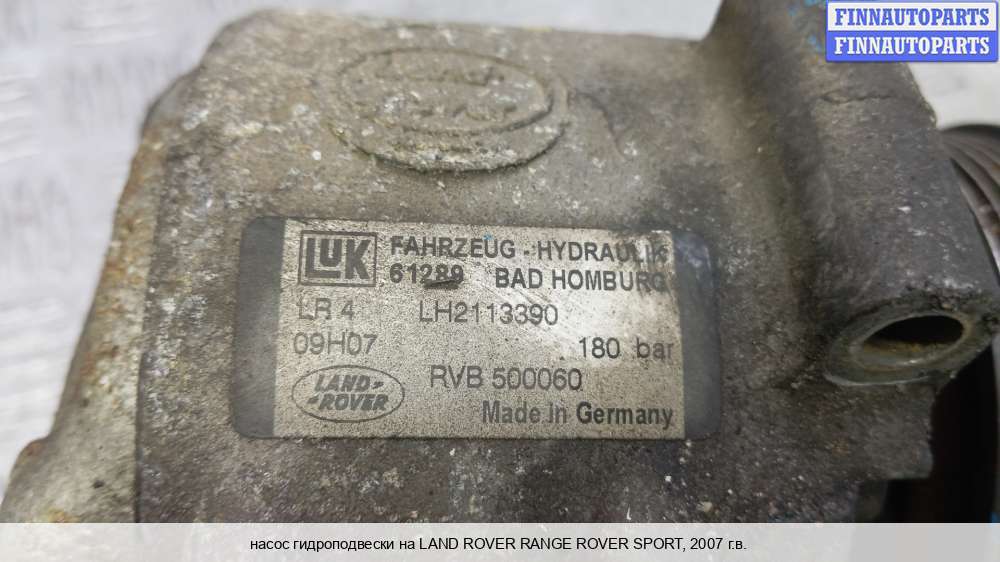 FINNAUTOPARTS
FINNAUTOPARTS
LUK
FAHRZEUG - HYDRAULIK
61289 BAD HOMBURG
LR 4 LH2113390
09H07 180 bar
LAND-
-ROVER
RVB 500060
Made In Germany
насос гидроподвески на LAND ROVER RANGE ROVER SPORT, 2007 г.в.